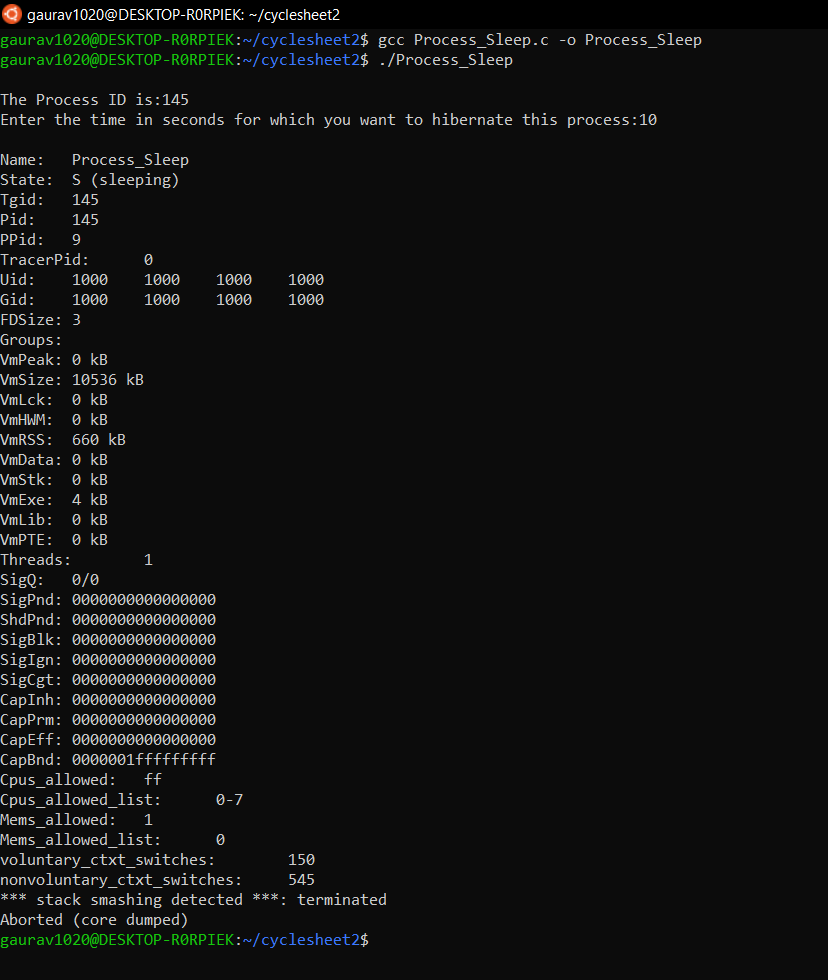 gaurav1020@DESKTOP-R0RPIEK: ~/cyclesheet2
gaurav1020@DESKTOP-R0RPIEK:~/cyclesheet2$ gcc Process_Sleep.c -o Process_Sleep
gaurav1020@DESKTOP-R0RPIEK:~/cyclesheet2$ ./Process_Sleep
The Process ID is:145
Enter the time in seconds for which you want to hibernate this process:10
Name:   Process_Sleep
State:  S (sleeping)
Tgid:   145
Pid:    145
PPid:   9
TracerPid:      0
Uid:    1000    1000    1000    1000
Gid:    1000    1000    1000    1000
FDSize: 3
Groups:
VmPeak: 0 kB
VmSize: 10536 kB
VmLck:  0 kB
VmHWM:  0 kB
VmRSS:  660 kB
VmData: 0 kB
VmStk:  0 kB
VmExe:  4 kB
VmLib:  0 kB
VmPTE:  0 kB
Threads:        1
SigQ:   0/0
SigPnd: 0000000000000000
ShdPnd: 0000000000000000
SigBlk: 0000000000000000
SigIgn: 0000000000000000
SigCgt: 0000000000000000
CapInh: 0000000000000000
CapPrm: 0000000000000000
CapEff: 0000000000000000
CapBnd: 0000001fffffffff
Cpus_allowed:   ff
Cpus_allowed_list:      0-7
Mems_allowed:   1
Mems_allowed_list:      0
voluntary_ctxt_switches:        150
nonvoluntary_ctxt_switches:     545
*** stack smashing detected ***: terminated
Aborted (core dumped)
gaurav1020@DESKTOP-R0RPIEK:~/cyclesheet2$